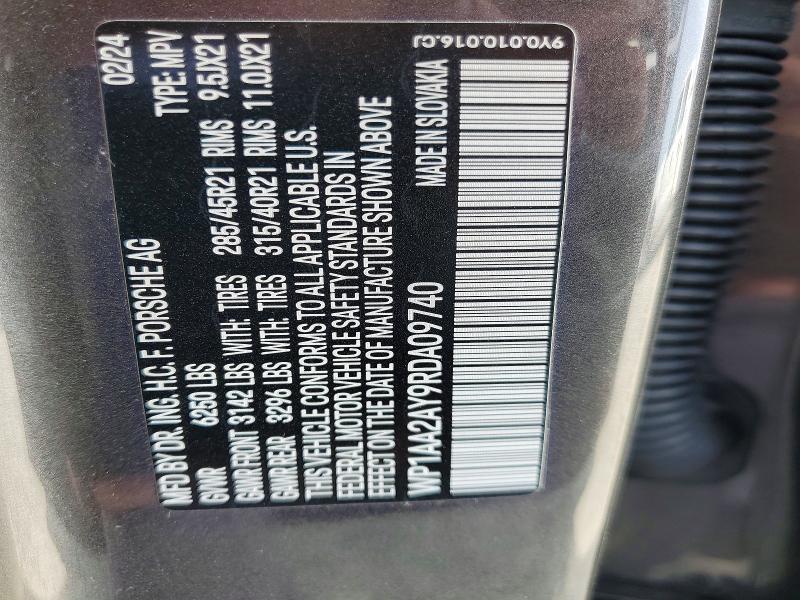 MFD BY DR. ING. H.C. F. PORSCHE AG 02/24
GVWR 6250 LBS TYPE: MPV
GAWR FRONT 3142 LBS WITH: TIRES 285/45R21 RIMS 9.5JX21
GAWR REAR 3296 LBS WITH: TIRES 315/40R21 RIMS 11.0JX21
THIS VEHICLE CONFORMS TO ALL APPLICABLE U.S.
FEDERAL MOTOR VEHICLE SAFETY STANDARDS IN
EFFECT ON THE DATE OF MANUFACTURE SHOWN ABOVE
WP1AA2AY9RDA09740 MADE IN SLOVAKIA
9Y0.010.016.CJ